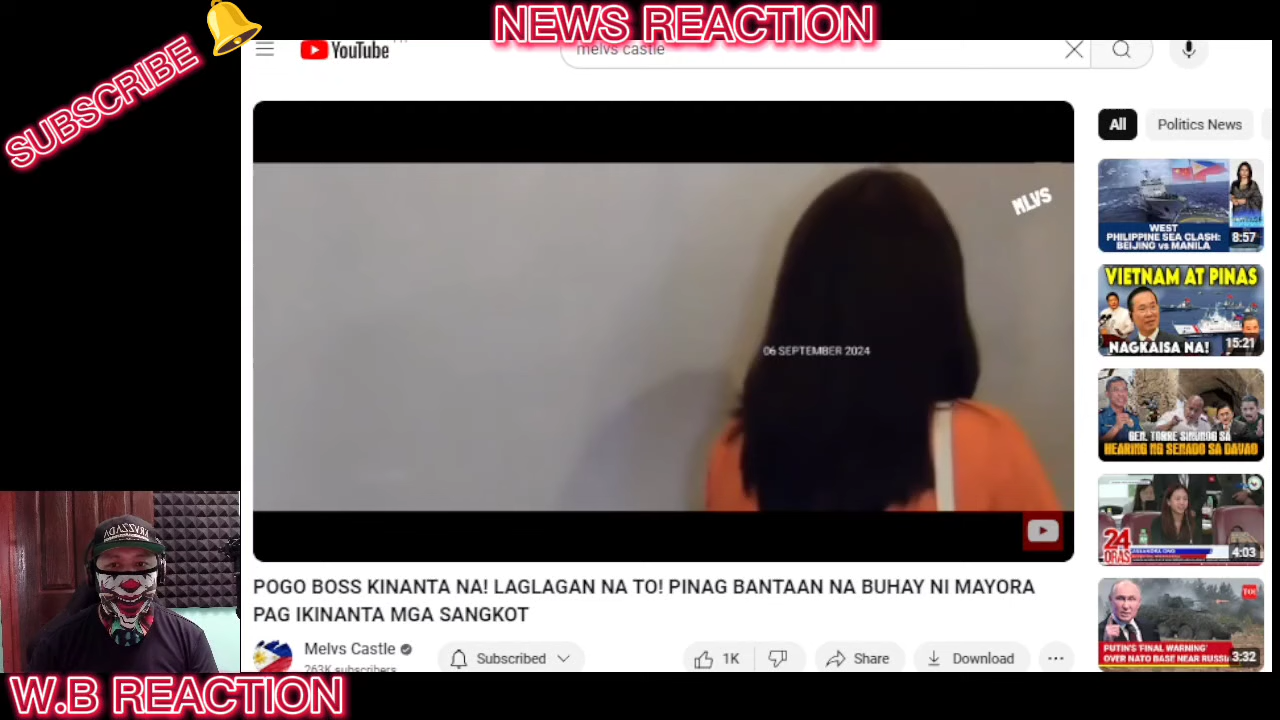 NEWS REACTION
SUBSCRIBE
YouTube
melvs castle
MLVS
06 SEPTEMBER 2024
POGO BOSS KINANTA NA! LAGLAGAN NA TO! PINAG BANTAAN NA BUHAY NI MAYORA
PAG IKINANTA MGA SANGKOT
Melvs Castle
263K subscribers
Subscribed
1K
Share
Download
All
Politics News
WEST
PHILIPPINE SEA CLASH:
BEIJING vs MANILA
8:57
VIETNAM AT PINAS
NAGKAISA NA!
15:21
GEN. TORRE SINUNOG SA
HEARING NG SENADO SA DAVAO
24
ORAS
4:03
PUTIN'S 'FINAL WARNING'
OVER NATO BASE NEAR RUSSIA
3:32
W.B REACTION